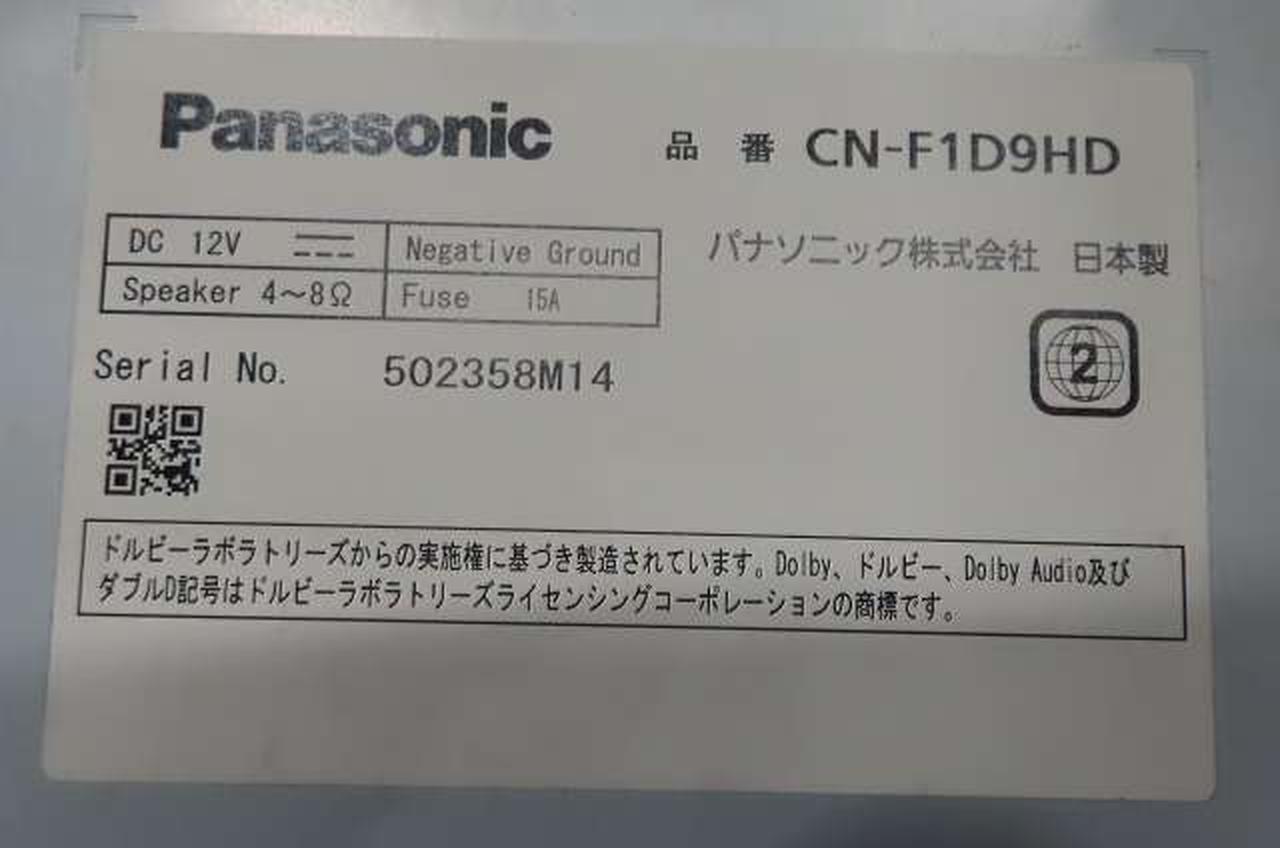 Panasonic 品番 CN-F1D9HD
DC 12V Negative Ground
パナソニック株式会社 日本製
Speaker 4～8Ω Fuse 15A
2
Serial No. 502358M14
ドルビーラボラトリーズからの実施権に基づき製造されています。Dolby、ドルビー、Dolby Audio及び
ダブルD記号はドルビーラボラトリーズライセンシングコーポレーションの商標です。